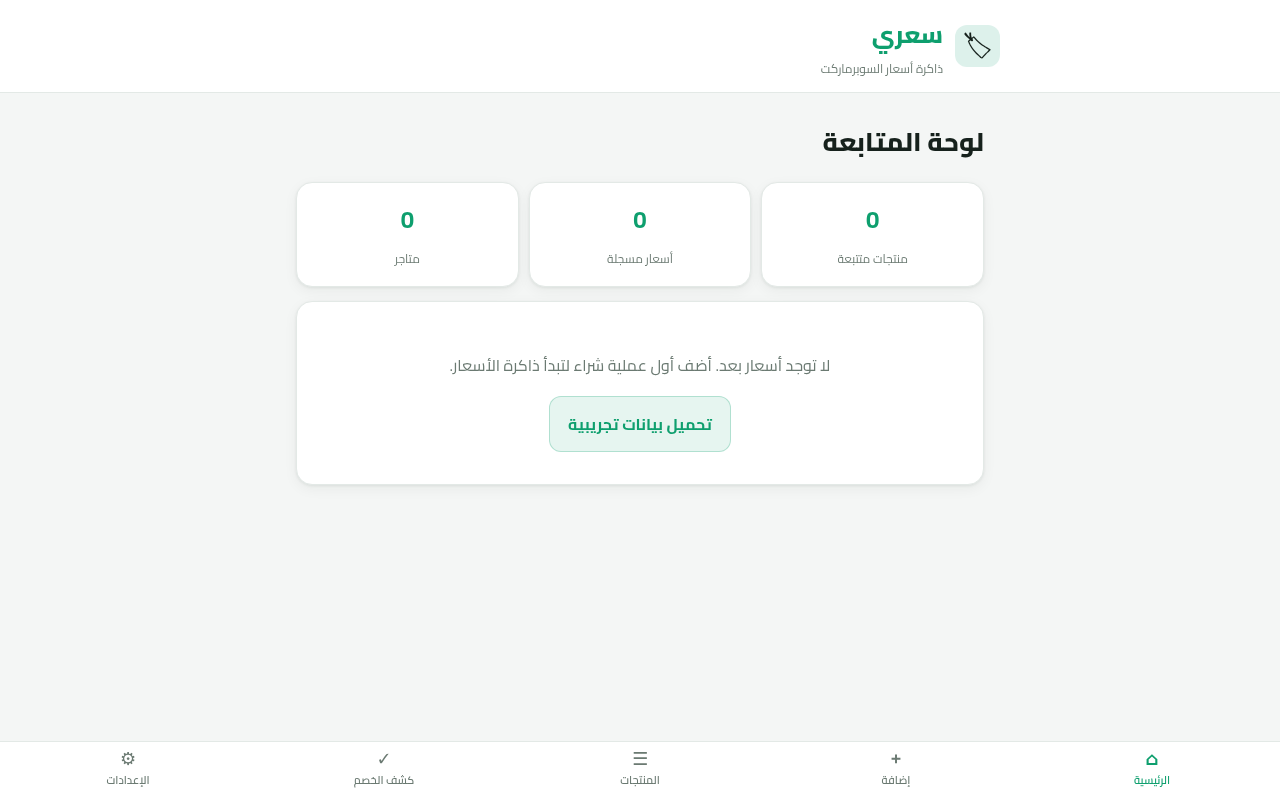 سعري
ذاكرة أسعار السوبرماركت
لوحة المتابعة
0
منتجات متتبعة
0
أسعار مسجلة
0
متاجر
لا توجد أسعار بعد. أضف أول عملية شراء لتبدأ ذاكرة الأسعار.
تحميل بيانات تجريبية
الرئيسية
إضافة
المنتجات
كشف الخصم
الإعدادات